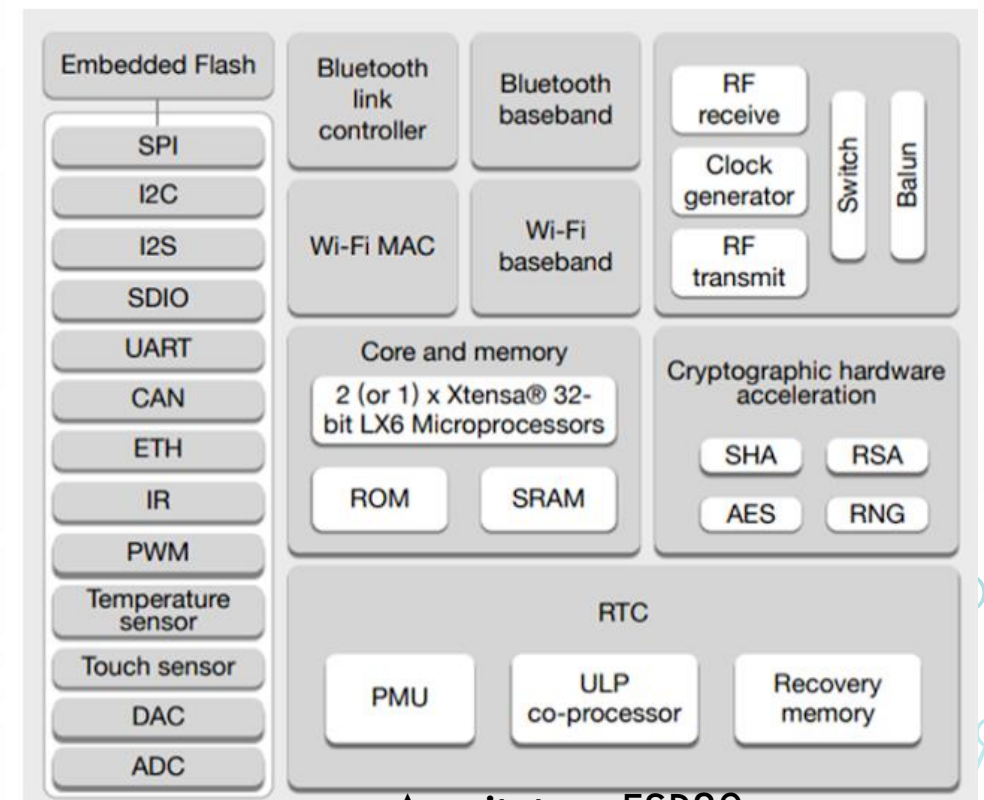 Embedded Flash
SPI
I2C
I2S
SDIO
UART
CAN
ETH
IR
PWM
Temperature
sensor
Touch sensor
DAC
ADC
Bluetooth
link
controller
Bluetooth
baseband
Wi-Fi MAC
Wi-Fi
baseband
RF
receive
Clock
generator
RF
transmit
Switch
Balun
Core and memory
2 (or 1) x Xtensa® 32-
bit LX6 Microprocessors
ROM
SRAM
Cryptographic hardware
acceleration
SHA
RSA
AES
RNG
RTC
PMU
ULP
co-processor
Recovery
memory